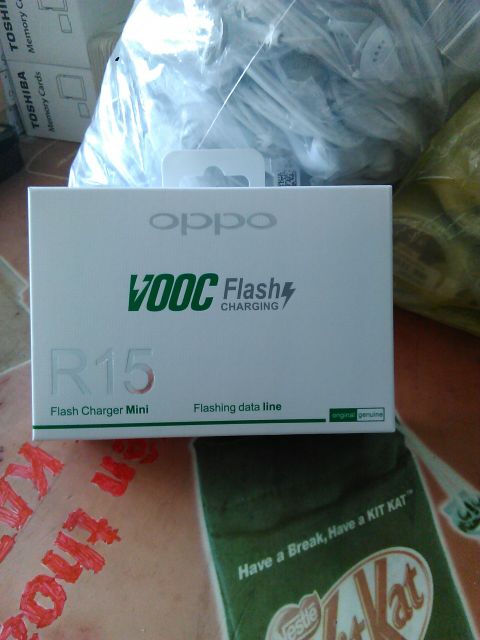 TOSHIBA
Memory Cards
TOSHIBA
Memory Cards
oppo
VOOC Flash
CHARGING
R15
Flash Charger Mini
Flashing data line
original genuine
Have a Break, Have a KIT KAT™
Nestle
KitKat